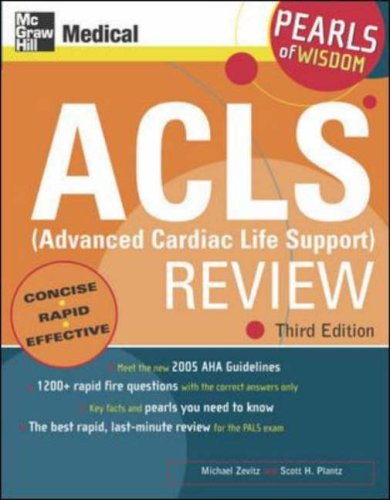 Mc
Graw
Hill
Medical
PEARLS
of WISDOM
ACLS
(Advanced Cardiac Life Support)
REVIEW
Third Edition
CONCISE
RAPID
EFFECTIVE
Meet the new 2005 AHA Guidelines
1200+ rapid fire questions with the correct answers only
Key facts and pearls you need to know
The best rapid, last-minute review for the PALS exam
Michael Zevitz and Scott H. Plantz